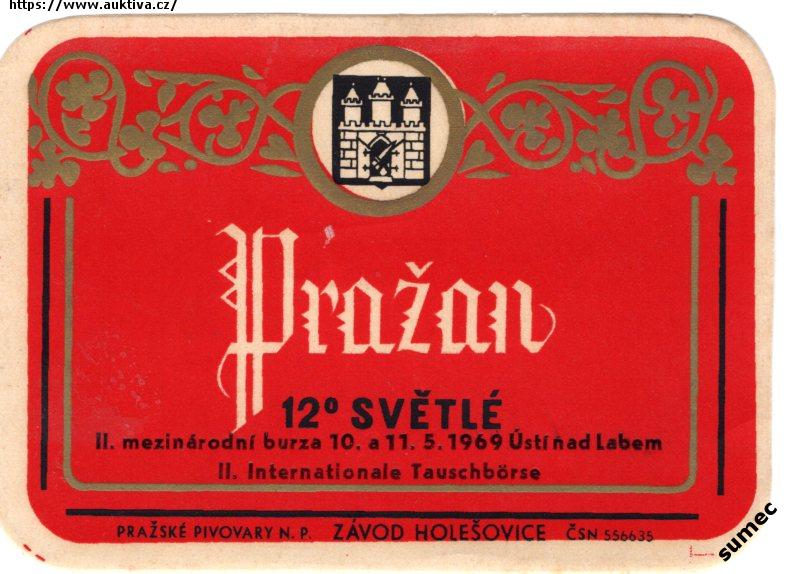 https://www.auktiva.cz/
Pražan
12º SVĚTLÉ
II. mezinárodní burza 10. a 11. 5. 1969 Ústí nad Labem
II. Internationale Tauschbörse
PRAŽSKÉ PIVOVARY N. P. ZÁVOD HOLEŠOVICE ČSN 556635
sumec